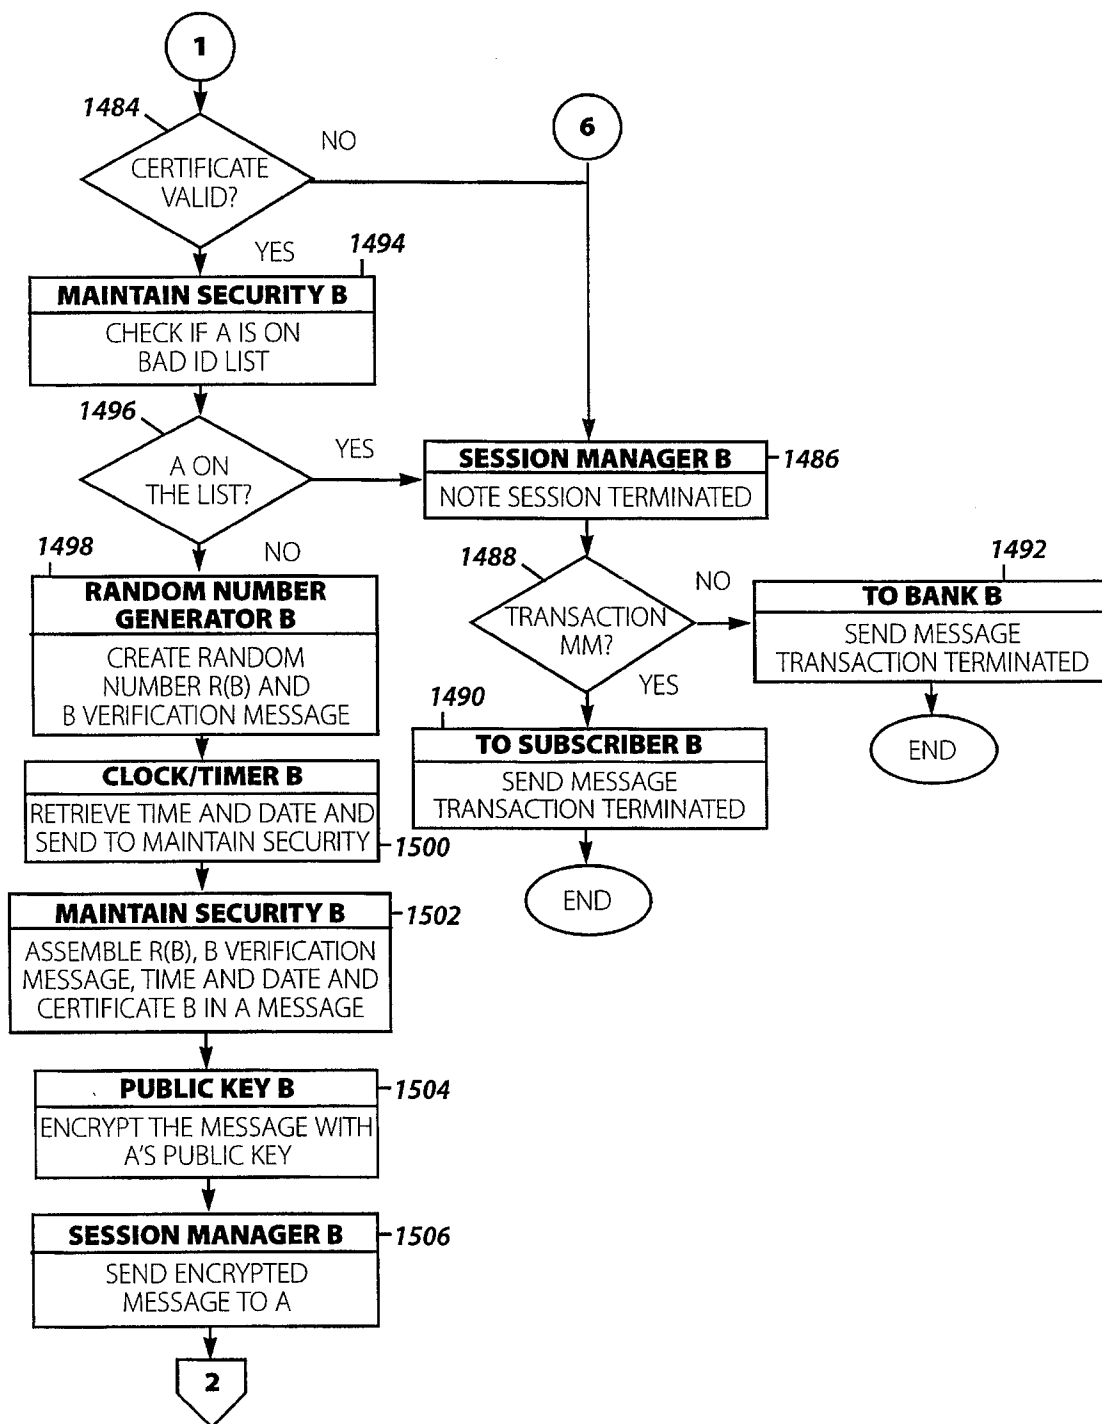 1
1484
CERTIFICATE
VALID?
NO
6
YES
1494
MAINTAIN SECURITY B
CHECK IF A IS ON
BAD ID LIST
1496
A ON
THE LIST?
YES
SESSION MANAGER B
1486
NOTE SESSION TERMINATED
NO
1498
RANDOM NUMBER
GENERATOR B
CREATE RANDOM
NUMBER R(B) AND
B VERIFICATION MESSAGE
1488
TRANSACTION
MM?
NO
1492
TO BANK B
SEND MESSAGE
TRANSACTION TERMINATED
END
YES
1490
TO SUBSCRIBER B
SEND MESSAGE
TRANSACTION TERMINATED
END
CLOCK/TIMER B
RETRIEVE TIME AND DATE AND
SEND TO MAINTAIN SECURITY
1500
MAINTAIN SECURITY B
1502
ASSEMBLE R(B), B VERIFICATION
MESSAGE, TIME AND DATE AND
CERTIFICATE B IN A MESSAGE
PUBLIC KEY B
1504
ENCRYPT THE MESSAGE WITH
A'S PUBLIC KEY
SESSION MANAGER B
1506
SEND ENCRYPTED
MESSAGE TO A
2